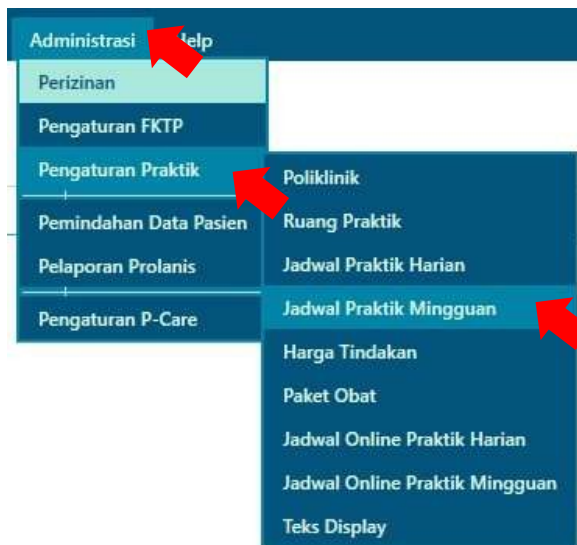 Administrasi Help
Perizinan
Pengaturan FKTP
Pengaturan Praktik
Pemindahan Data Pasien
Pelaporan Prolanis
Pengaturan P-Care
Poliklinik
Ruang Praktik
Jadwal Praktik Harian
Jadwal Praktik Mingguan
Harga Tindakan
Paket Obat
Jadwal Online Praktik Harian
Jadwal Online Praktik Mingguan
Teks Display